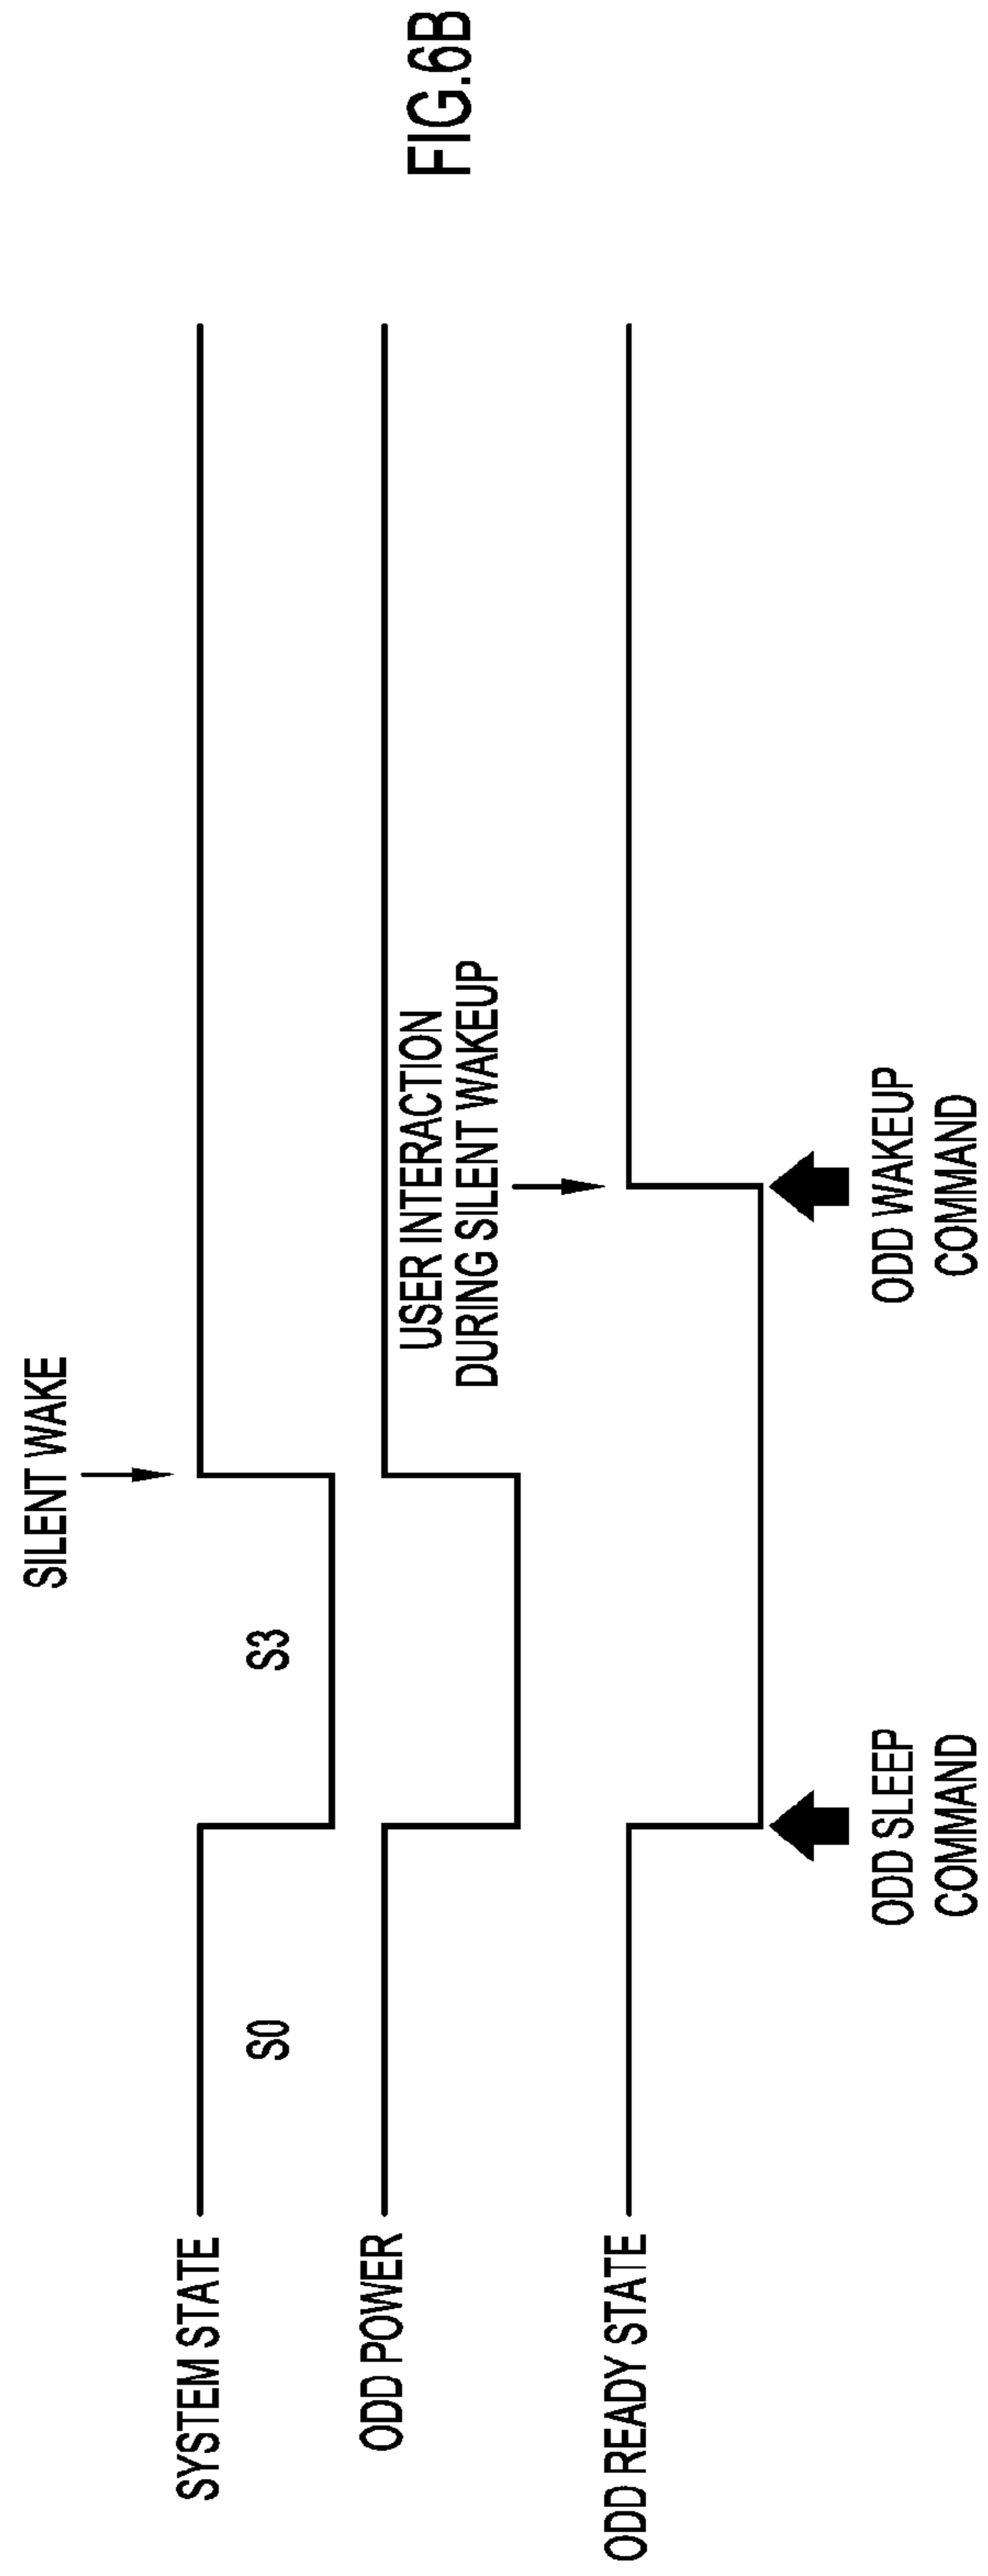 SILENT WAKE
SYSTEM STATE
S0
S3
ODD POWER
USER INTERACTION
DURING SILENT WAKEUP
ODD READY STATE
ODD SLEEP
COMMAND
ODD WAKEUP
COMMAND
FIG.6B